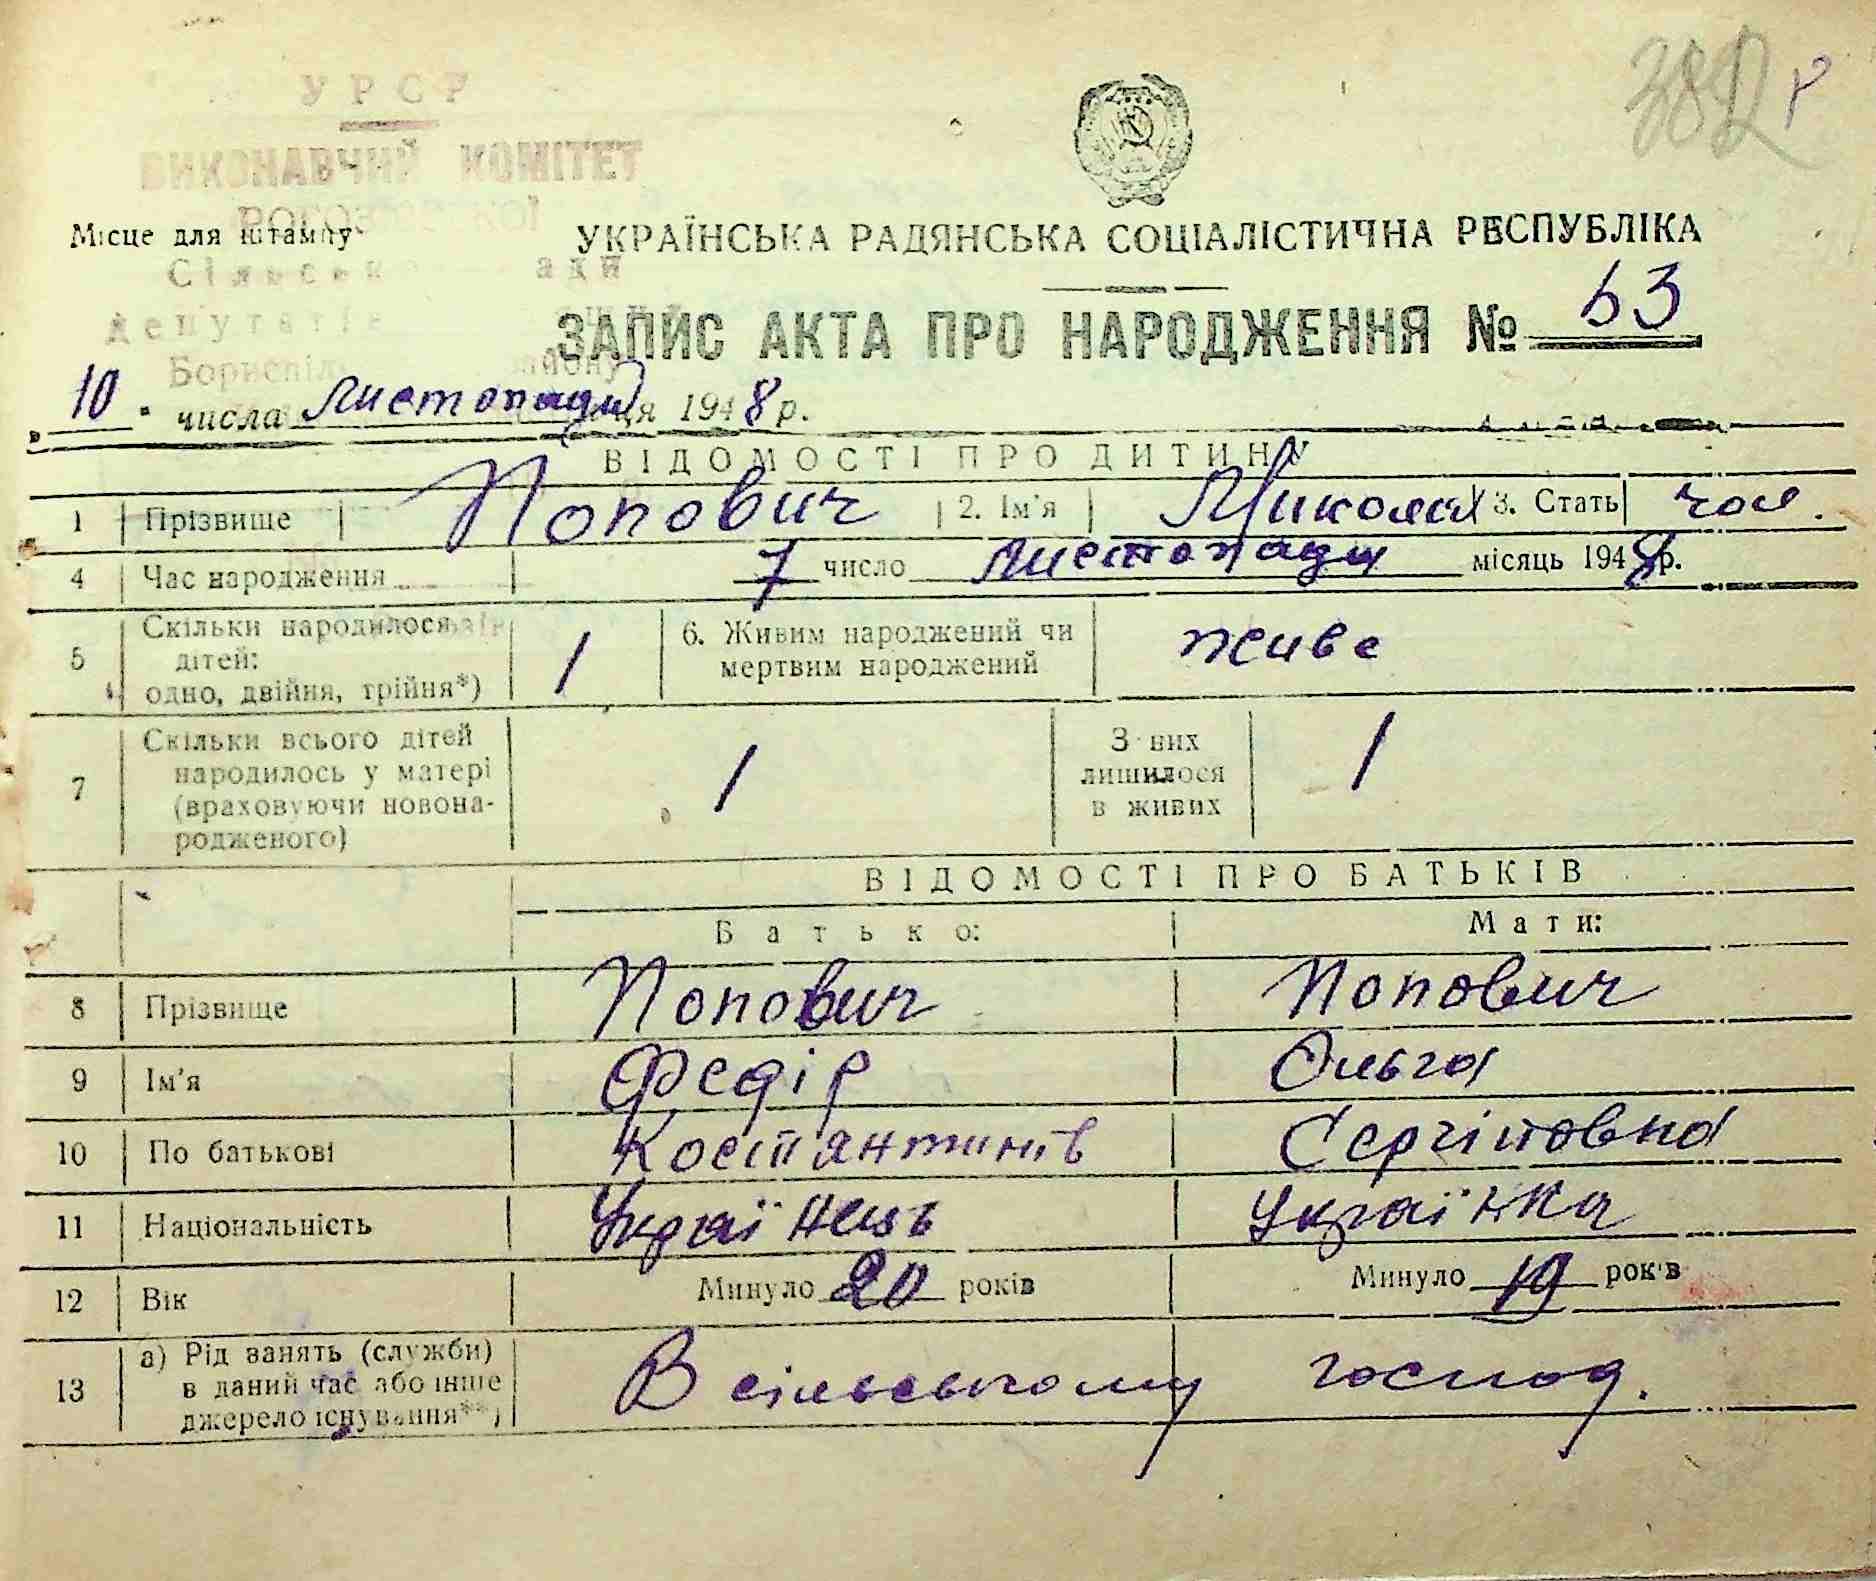 382
УРСР
ВИКОНАВЧИЙ КОМІТЕТ
Місце для штампу
УКРАЇНСЬКА РАДЯНСЬКА СОЦІАЛІСТИЧНА РЕСПУБЛІКА
ЗАПИС АКТА ПРО НАРОДЖЕННЯ № 63
10 числа листопада 1948 р.
ВІДОМОСТІ ПРО ДИТИНУ
1 Прізвище Попович 2. Ім'я Микола 3. Стать чол.
4 Час народження 7 число листопада місяць 1948 р.
5 Скільки народилося
дітей:
одно, двійня, трійня*) 1
6. Живим народжений чи
мертвим народжений живе
7 Скільки всього дітей
народилось у матері
(враховуючи новона-
родженого) 1
З них
лишилося
в живих 1
ВІДОМОСТІ ПРО БАТЬКІВ
Батько: Мати:
8 Прізвище Попович Попович
9 Ім'я Федір Ольга
10 По батькові Костянтинів Сергіповна
11 Національність Українець Українка
12 Вік Минуло 20 років Минуло 19 років
13 а) Рід занять (служби)
в даний час або інше
джерело існування**) В сільському господ.